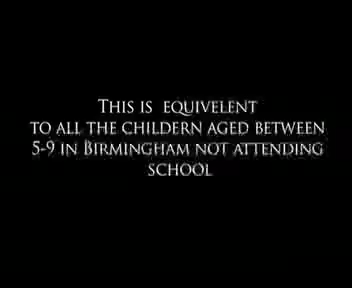 This is equivelent
to all the childern aged between
5-9 in Birmingham not attending
school